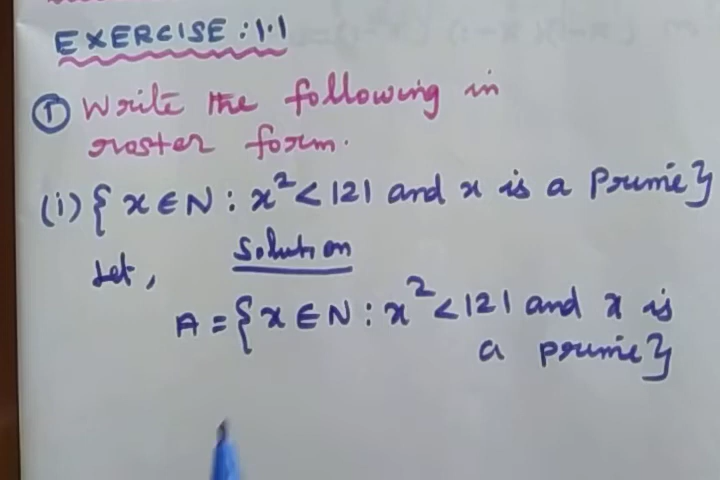 EXERCISE : 1.1
① Write the following in
roster form.
(i) { x ∈ N : x² < 121 and x is a prime}
Solution
Let,
A = { x ∈ N : x² < 121 and x is
a prime}